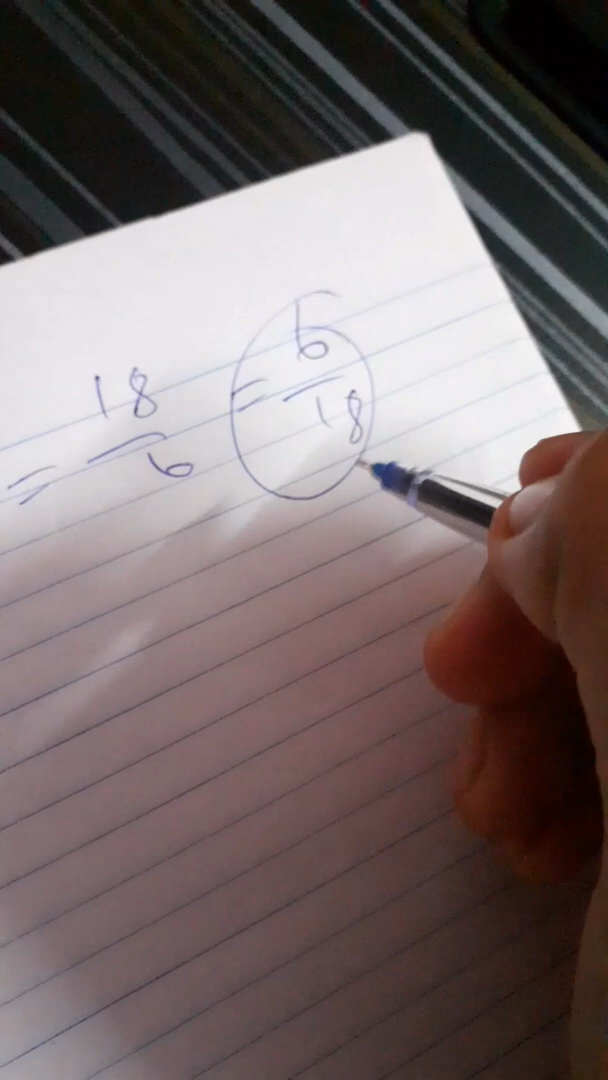 = 18/6 = 6/18